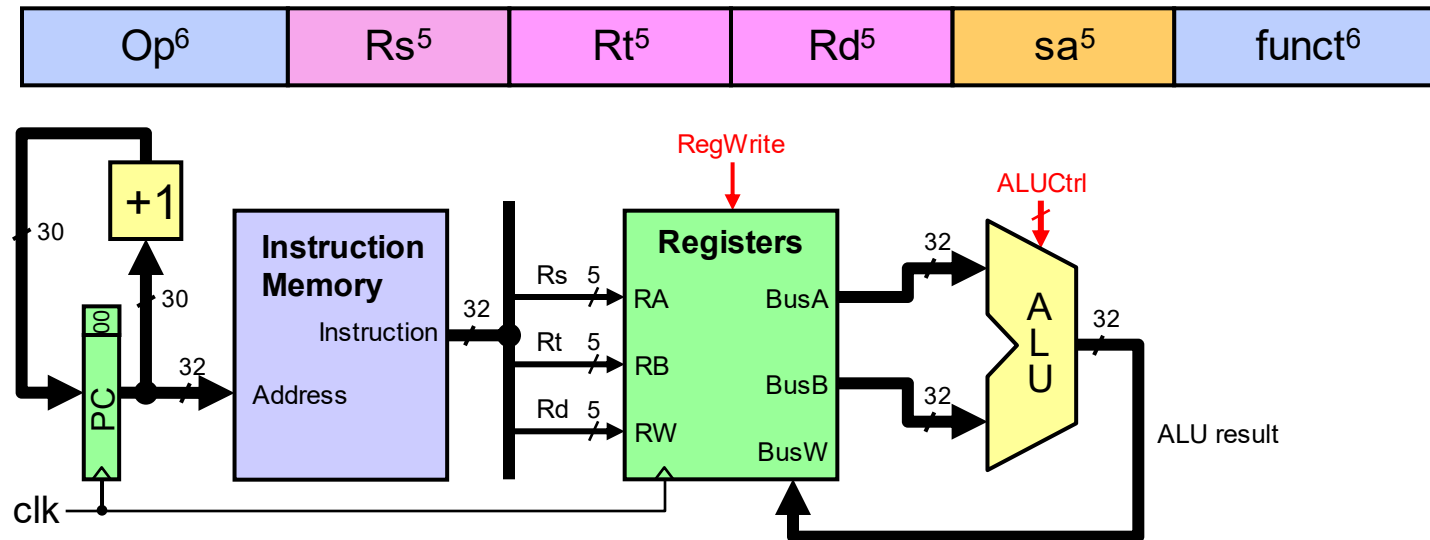 Op⁶ Rs⁵ Rt⁵ Rd⁵ sa⁵ funct⁶
RegWrite
ALUCtrl
+1
30
30
00
PC
32
Instruction
Memory
Instruction
Address
32
Rs 5
Rt 5
Rd 5
Registers
RA
RB
RW
BusA
BusB
BusW
32
32
A
L
U
32
ALU result
clk